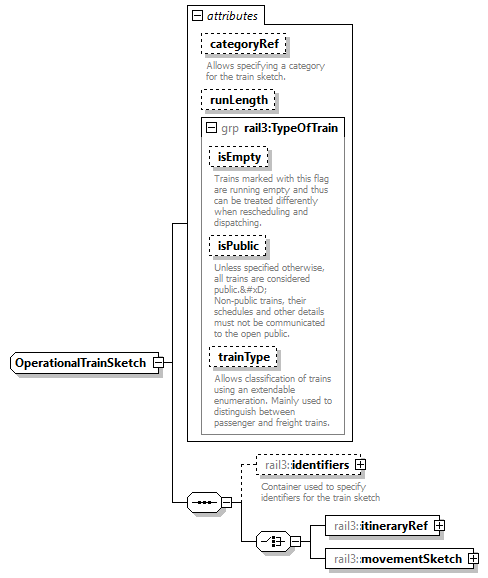 attributes
categoryRef
Allows specifying a category
for the train sketch.
runLength
grp rail3:TypeOfTrain
isEmpty
Trains marked with this flag
are running empty and thus
can be treated differently
when rescheduling and
dispatching.
isPublic
Unless specified otherwise,
all trains are considered
public.&#xD;
Non-public trains, their
schedules and other details
must not be communicated
to the open public.
trainType
Allows classification of trains
using an extendable
enumeration. Mainly used to
distinguish between
passenger and freight trains.
OperationalTrainSketch
rail3::identifiers
Container used to specify
identifiers for the train sketch
rail3::itineraryRef
rail3::movementSketch